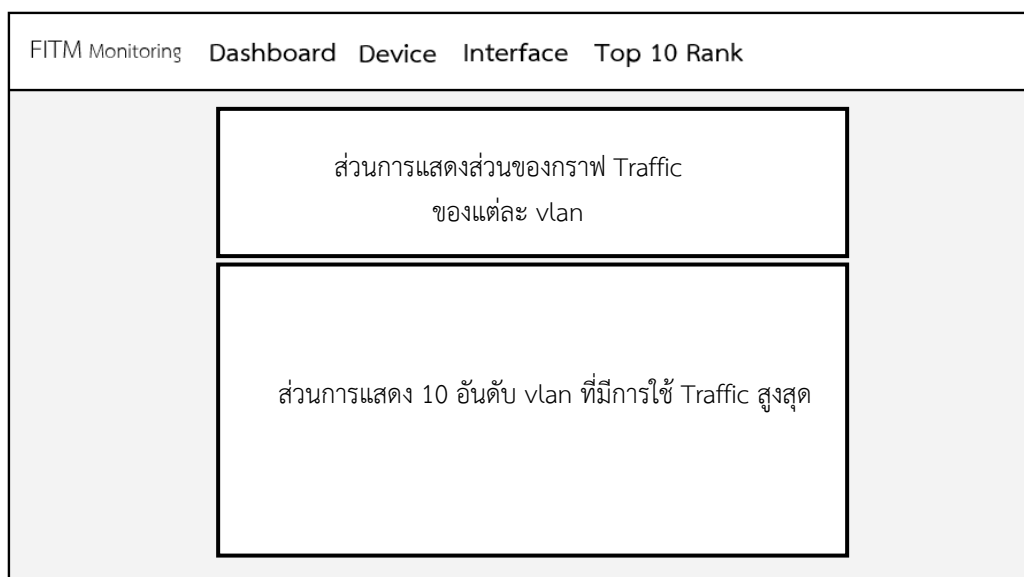 FITM Monitoring Dashboard Device Interface Top 10 Rank
ส่วนการแสดงส่วนของกราฟ Traffic
ของแต่ละ vlan
ส่วนการแสดง 10 อันดับ vlan ที่มีการใช้ Traffic สูงสุด